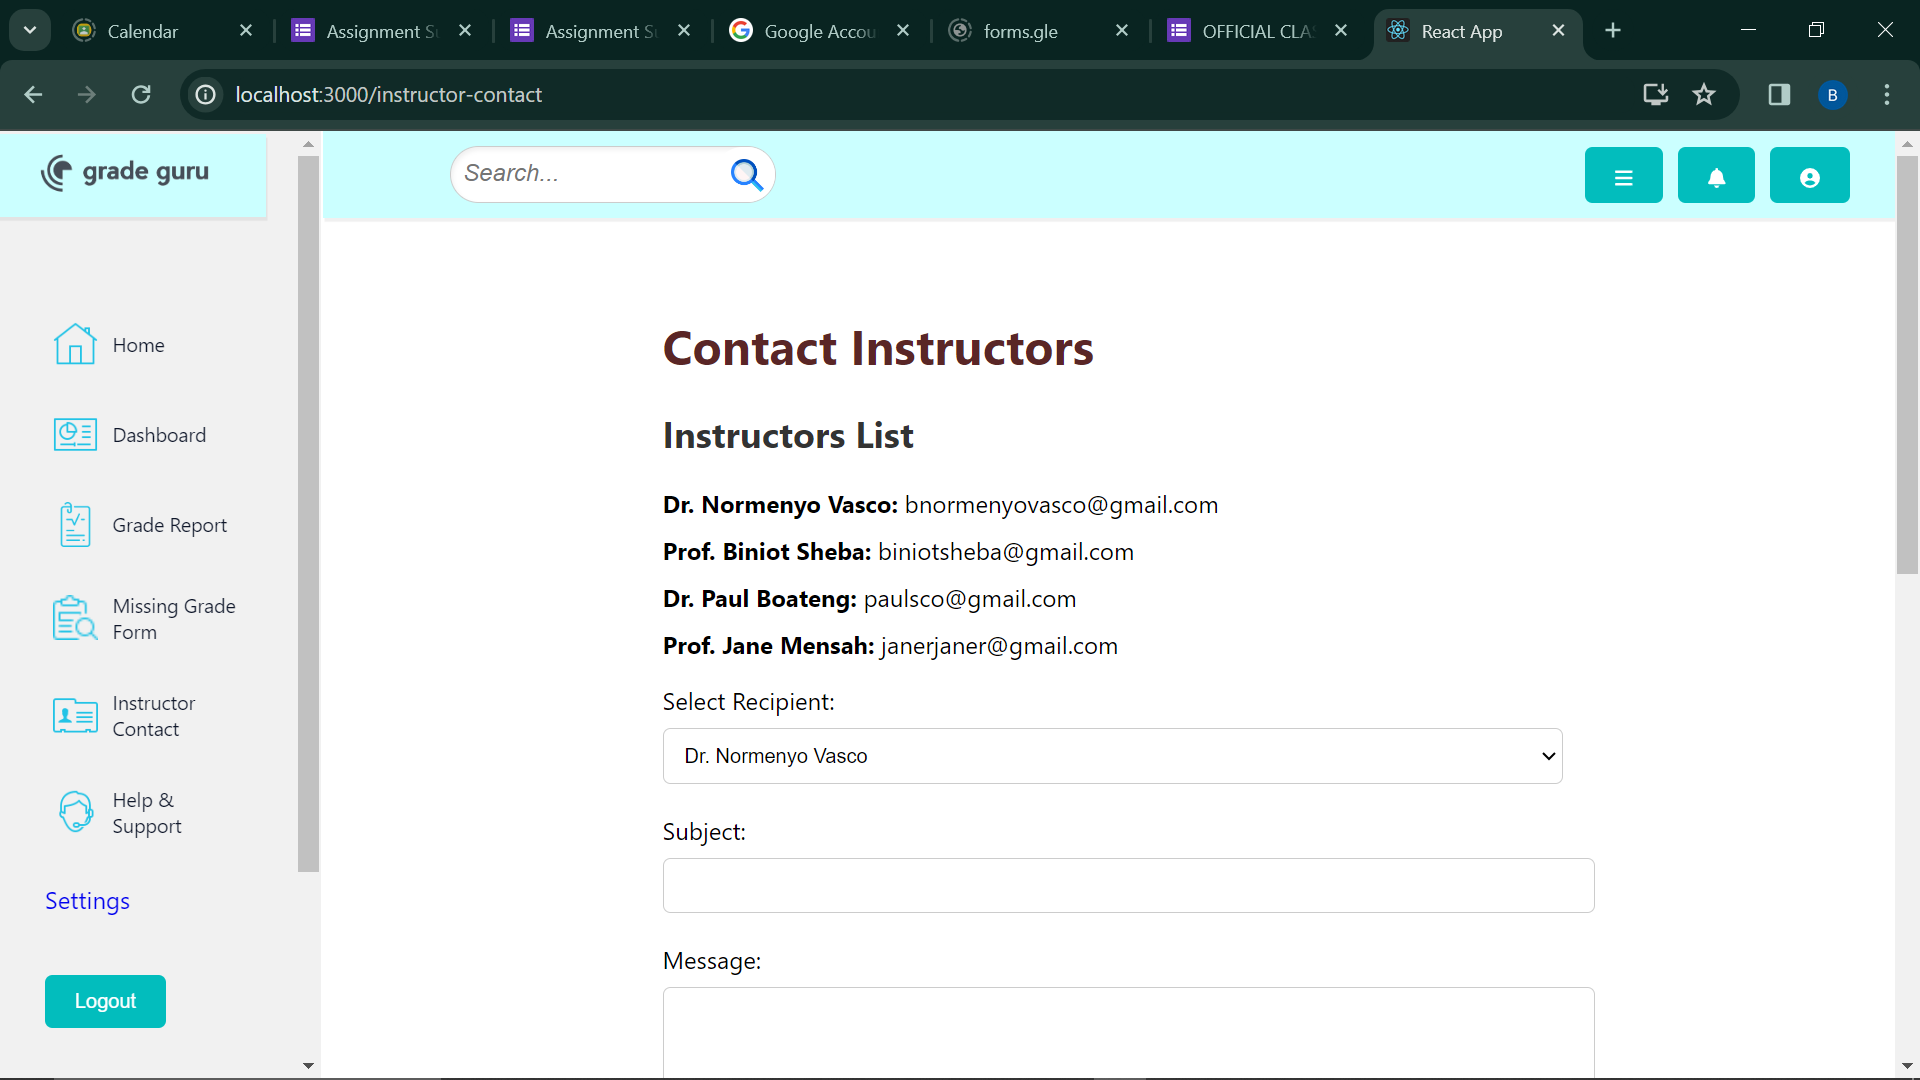 Calendar
Assignment S
Assignment S
Google Accou
forms.gle
OFFICIAL CLA
React App
localhost:3000/instructor-contact
B
grade guru
Search...
Home
Dashboard
Grade Report
Missing Grade
Form
Instructor
Contact
Help &
Support
Settings
Logout
Contact Instructors
Instructors List
Dr. Normenyo Vasco: bnormenyovasco@gmail.com
Prof. Biniot Sheba: biniotsheba@gmail.com
Dr. Paul Boateng: paulsco@gmail.com
Prof. Jane Mensah: janerjaner@gmail.com
Select Recipient:
Dr. Normenyo Vasco
Subject:
Message: